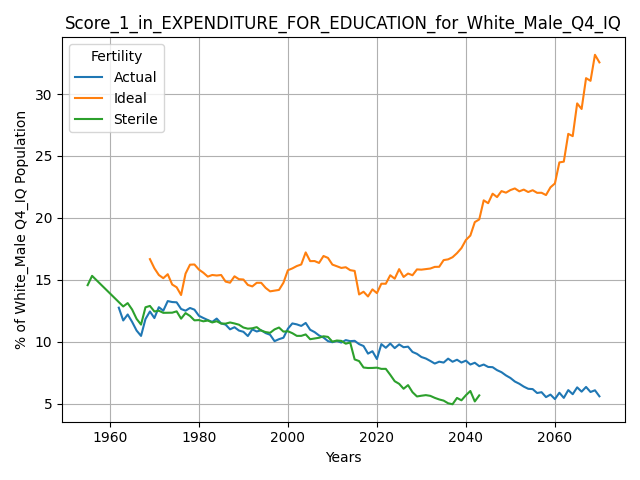 Score_1_in_EXPENDITURE_FOR_EDUCATION_for_White_Male_Q4_IQ
Fertility
Actual
Ideal
Sterile
% of White_Male Q4_IQ Population
30
25
20
15
10
5
1960 1980 2000 2020 2040 2060
Years